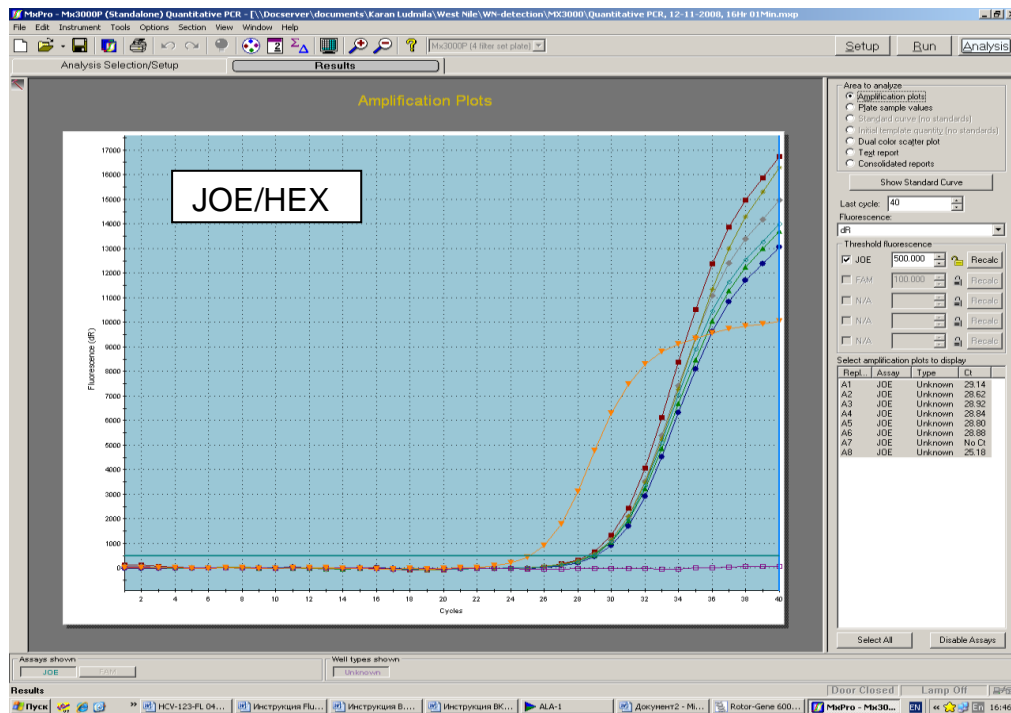 MxPro - Mx3000P (Standalone) Quantitative PCR - [\\Docserver\documents\Karan Ludmila\West Nile\WN-detection\MX3000\Quantitative PCR, 12-11-2008, 16Hr 01Min.mxp
File Edit Instrument Tools Options Section View Window Help
Mx3000P (4 filter set plate)
Setup Run Analysis
Analysis Selection/Setup Results
Amplification Plots
JOE/HEX
Fluorescence (dR)
17000
16000
15000
14000
13000
12000
11000
10000
9000
8000
7000
6000
5000
4000
3000
2000
1000
0
2 4 6 8 10 12 14 16 18 20 22 24 26 28 30 32 34 36 38 40
Cycles
Area to analyze
Amplification plots
Plate sample values
Standard curve (no standards)
Initial template quantity (no standards)
Dual color scatter plot
Text report
Consolidated reports
Show Standard Curve
Last cycle: 40
Fluorescence:
dR
Threshold fluorescence
JOE 500.000 Recalc
FAM 100.000 Recalc
N/A Recalc
N/A Recalc
N/A Recalc
Select amplification plots to display
Repl... Assay Type Ct
A1 JOE Unknown 29.14
A2 JOE Unknown 28.62
A3 JOE Unknown 28.92
A4 JOE Unknown 28.84
A5 JOE Unknown 28.80
A6 JOE Unknown 28.88
A7 JOE Unknown No Ct
A8 JOE Unknown 25.18
Select All Disable Assays
Assays shown
JOE FAM
Well types shown
Unknown
Results
Door Closed Lamp Off
Пуск » HCV-123-FL 04... Инструкция Flu... Инструкция В.... Инструкция ВК... ALA-1 Документ2 - Mi... Rotor-Gene 600... MxPro - Mx30... EN « En 16:46